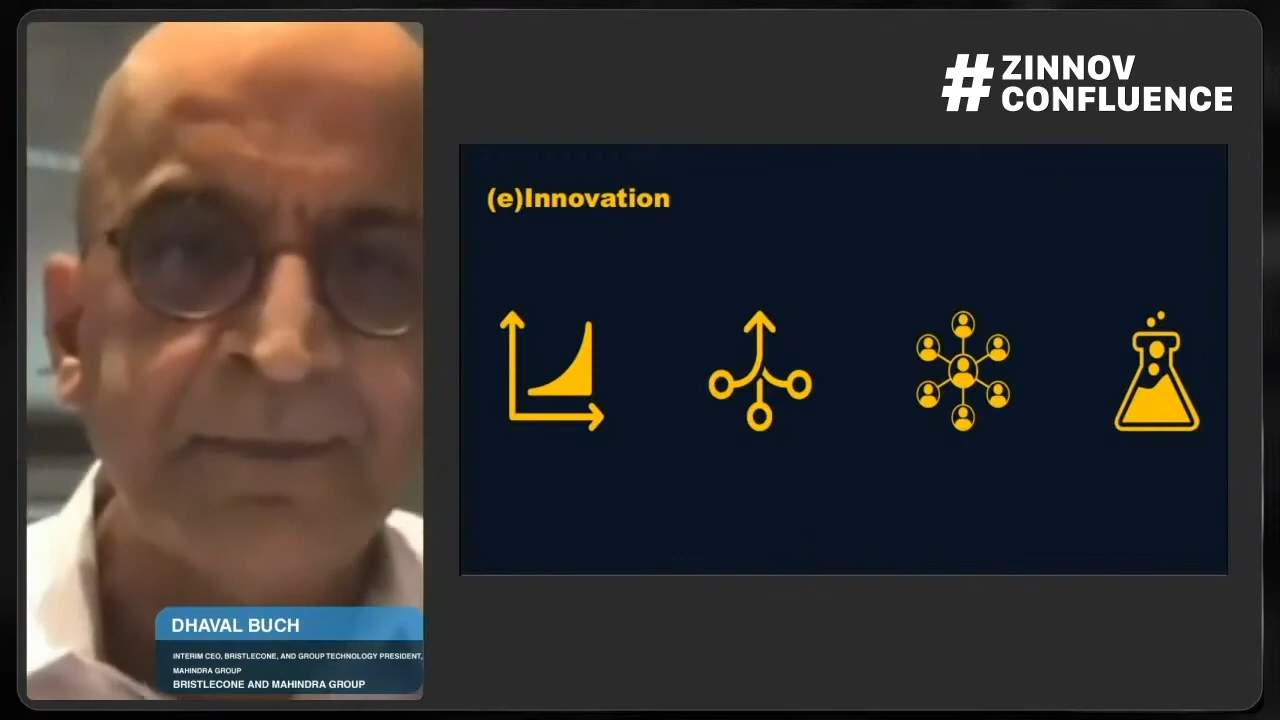 # ZINNOV
CONFLUENCE
(e)Innovation
DHAVAL BUCH
INTERIM CEO, BRISTLECONE, AND GROUP TECHNOLOGY PRESIDENT,
MAHINDRA GROUP
BRISTLECONE AND MAHINDRA GROUP